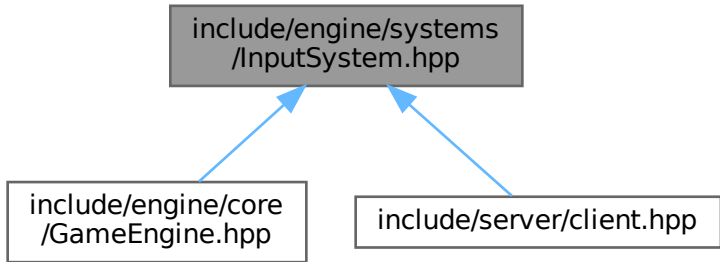 include/engine/systems
/InputSystem.hpp
include/engine/core
/GameEngine.hpp
include/server/client.hpp